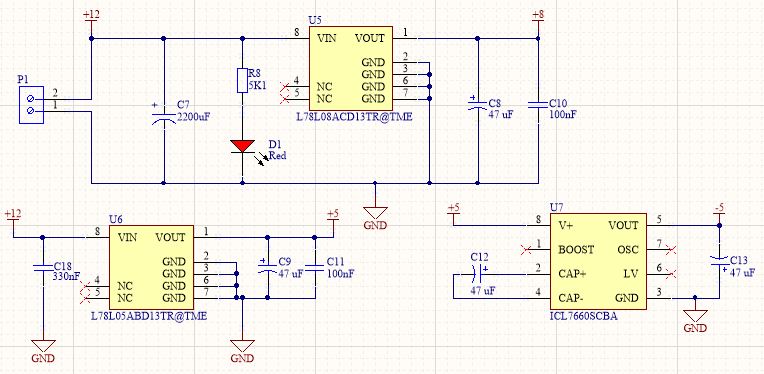 +12
+8
U5
8 VIN VOUT 1
P1
2
1
GND 2
GND 3
4 NC GND 6
5 NC GND 7
R8
5K1
C7
2200uF
C8
47 uF
C10
100nF
L78L08ACD13TR@TME
D1
Red
GND
+12
U6
+5
8 VIN VOUT 1
GND 2
GND 3
4 NC GND 6
5 NC GND 7
C18
330nF
C9
47 uF
C11
100nF
L78L05ABD13TR@TME
GND
GND
+5
U7
-5
8 V+ VOUT 5
1 BOOST OSC 7
2 CAP+ LV 6
4 CAP- GND 3
C12
47 uF
C13
47 uF
ICL7660SCBA
GND